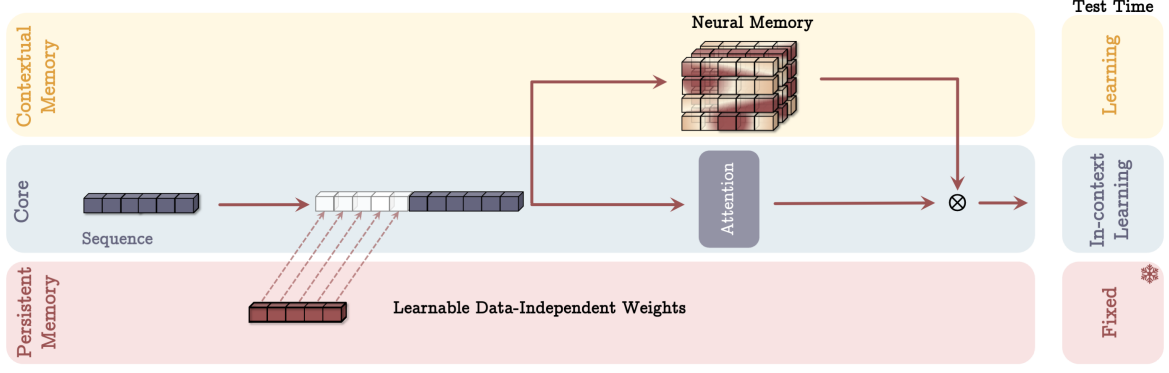 Test Time
Neural Memory
Contextual
Memory
Learning
Core
Sequence
Attention
In-context
Learning
Persistent
Memory
Learnable Data-Independent Weights
Fixed